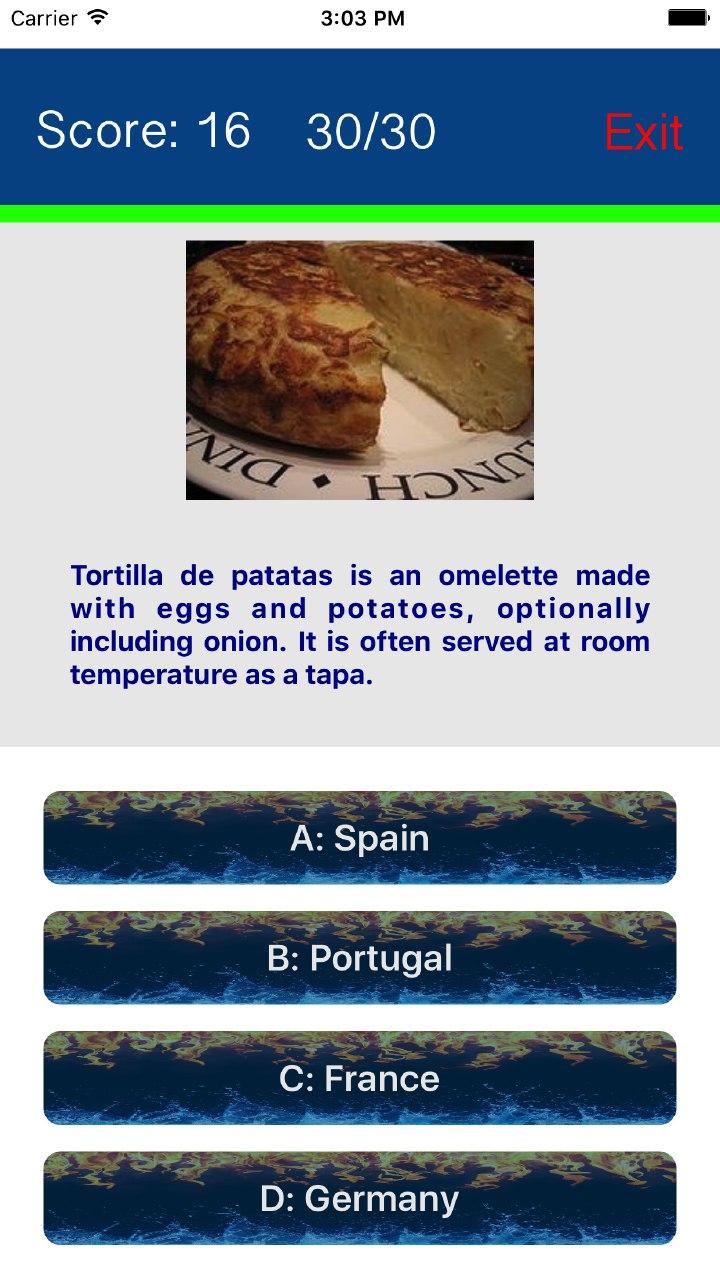 Carrier 3:03 PM
Score: 16 30/30 Exit
DINN ◆ LUNCH
Tortilla de patatas is an omelette made
with eggs and potatoes, optionally
including onion. It is often served at room
temperature as a tapa.
A: Spain
B: Portugal
C: France
D: Germany